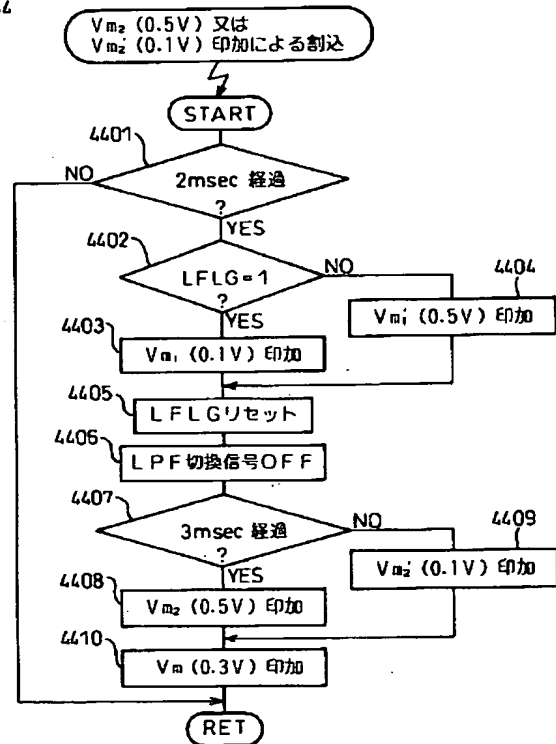 44
Vm₂ (0.5V) 又は
Vm₂' (0.1V) 印加による割込
START
4401
NO
2msec 経過
?
YES
4402
LFLG=1
?
NO
YES
4404
Vm₁' (0.5V) 印加
4403
Vm₁ (0.1V) 印加
4405
LFLGリセット
4406
LPF切換信号OFF
4407
3msec 経過
?
NO
YES
4409
Vm₂' (0.1V) 印加
4408
Vm₂ (0.5V) 印加
4410
Vm (0.3V) 印加
RET